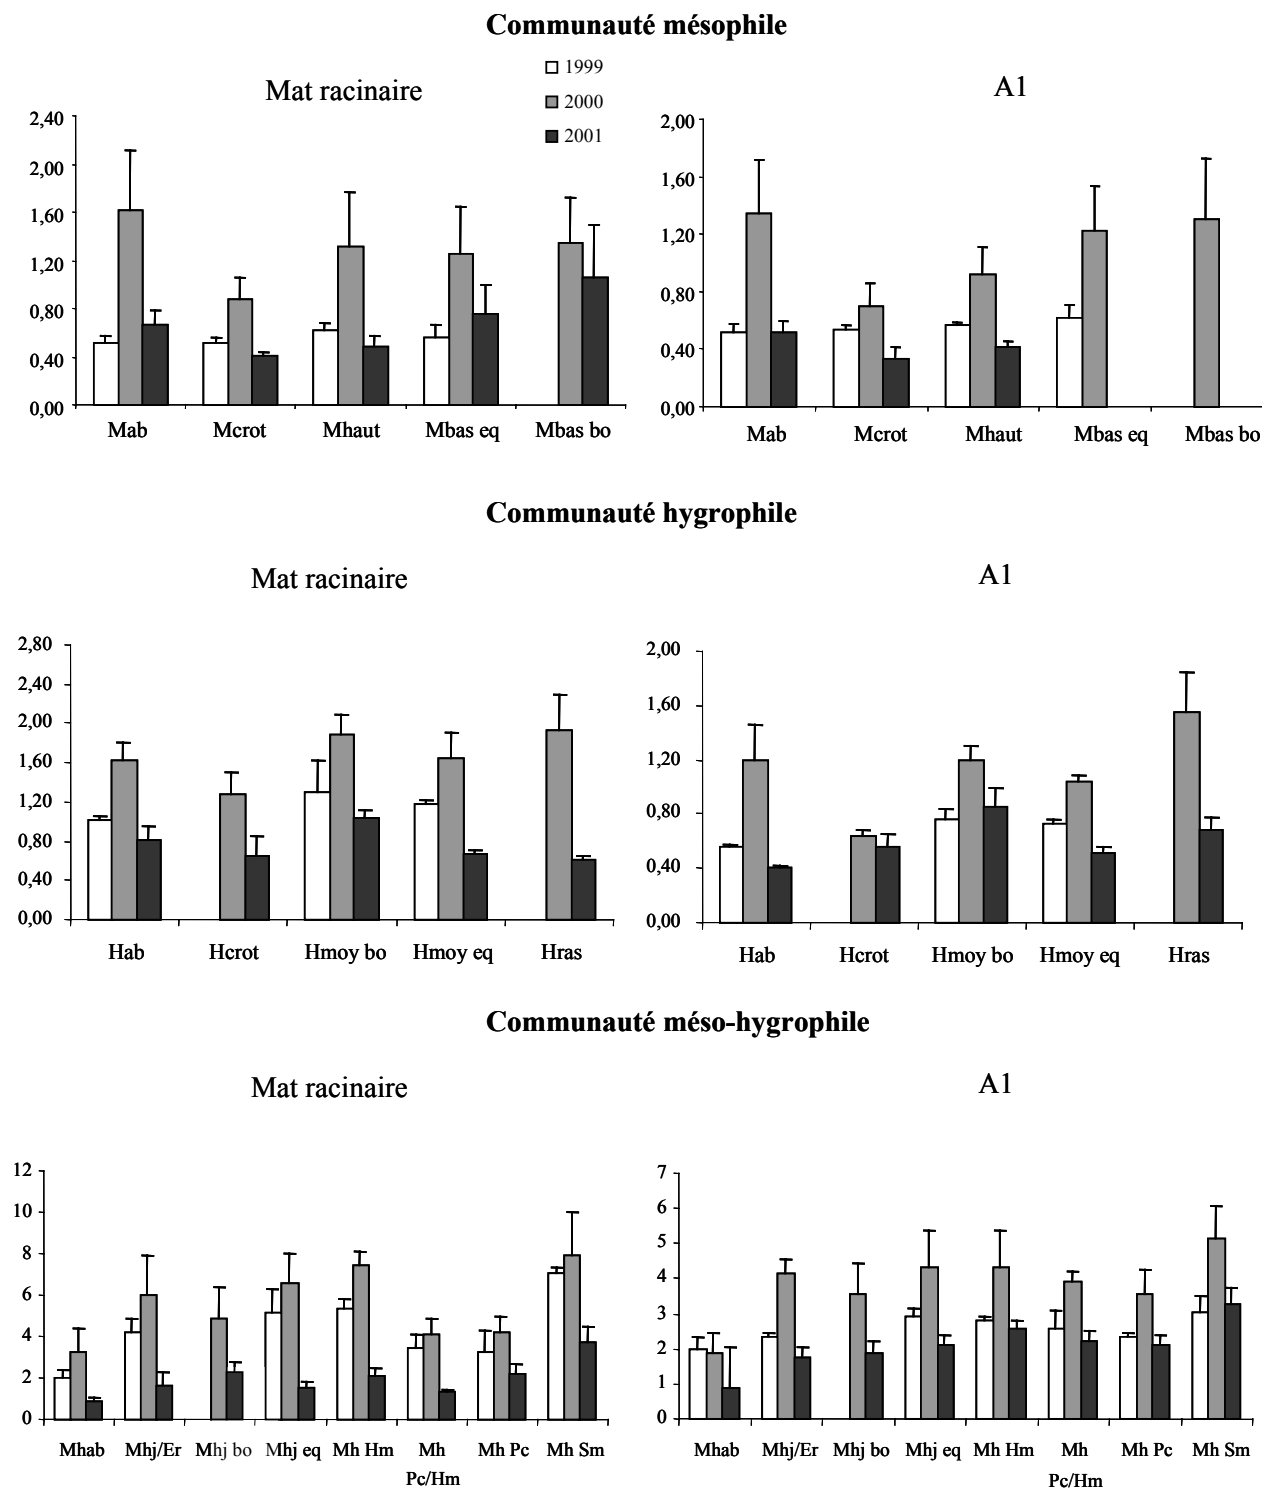 Communauté mésophile
1999
2000
2001
Mat racinaire
A1
2,40
2,00
1,60
1,20
0,80
0,40
0,00
Mab Mcrot Mhaut Mbas eq Mbas bo
2,00
1,60
1,20
0,80
0,40
0,00
Mab Mcrot Mhaut Mbas eq Mbas bo
Communauté hygrophile
Mat racinaire
A1
2,80
2,40
2,00
1,60
1,20
0,80
0,40
0,00
Hab Hcrot Hmoy bo Hmoy eq Hras
2,00
1,60
1,20
0,80
0,40
0,00
Hab Hcrot Hmoy bo Hmoy eq Hras
Communauté méso-hygrophile
Mat racinaire
A1
12
10
8
6
4
2
0
Mhab Mhj/Er Mhj bo Mhj eq Mh Hm Mh Mh Pc Mh Sm
Pc/Hm
7
6
5
4
3
2
1
0
Mhab Mhj/Er Mhj bo Mhj eq Mh Hm Mh Mh Pc Mh Sm
Pc/Hm